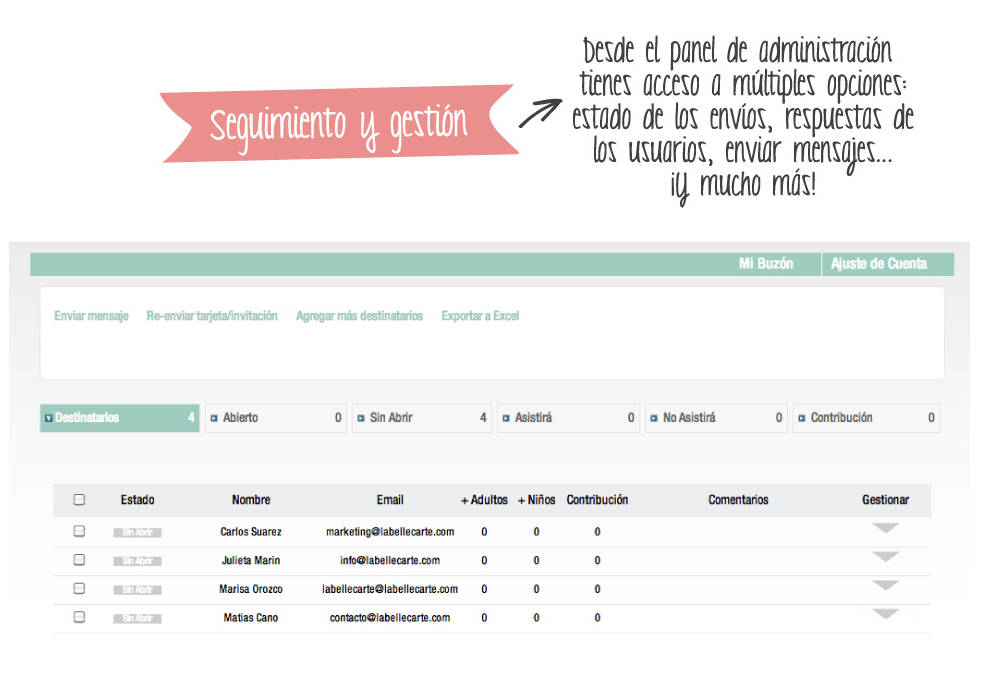 Desde el panel de administración
tienes acceso a múltiples opciones:
estado de los envíos, respuestas de
los usuarios, enviar mensajes...
¡Y mucho más!
Seguimiento y gestión
Mi Buzón Ajuste de Cuenta
Enviar mensaje Re-enviar tarjeta/invitación Agregar más destinatarios Exportar a Excel
Destinatarios 4 Abierto 0 Sin Abrir 4 Asistirá 0 No Asistirá 0 Contribución 0
Estado Nombre Email + Adultos + Niños Contribución Comentarios Gestionar
Sin Abrir Carlos Suarez marketing@labellecarte.com 0 0 0
Sin Abrir Julieta Marin info@labellecarte.com 0 0 0
Sin Abrir Marisa Orozco labellecarte@labellecarte.com 0 0 0
Sin Abrir Matias Cano contacto@labellecarte.com 0 0 0